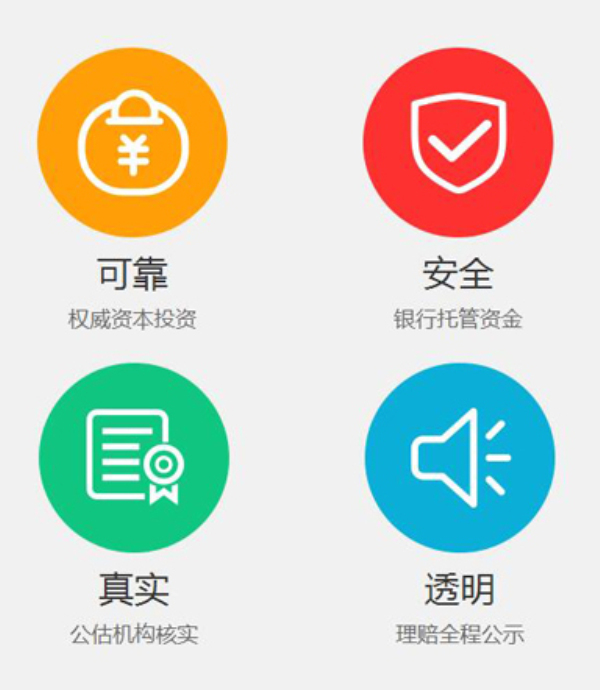 ¥
可靠
权威资本投资
安全
银行托管资金
真实
公估机构核实
透明
理赔全程公示